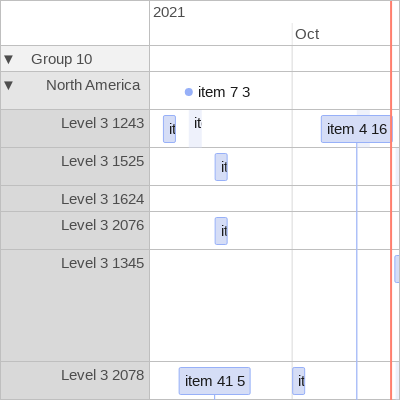 2021
Oct
▼ Group 10
▼ North America
item 7 3
Level 3 1243
it
it
item 4 16
Level 3 1525
it
Level 3 1624
Level 3 2076
it
Level 3 1345
Level 3 2078
item 41 5
it